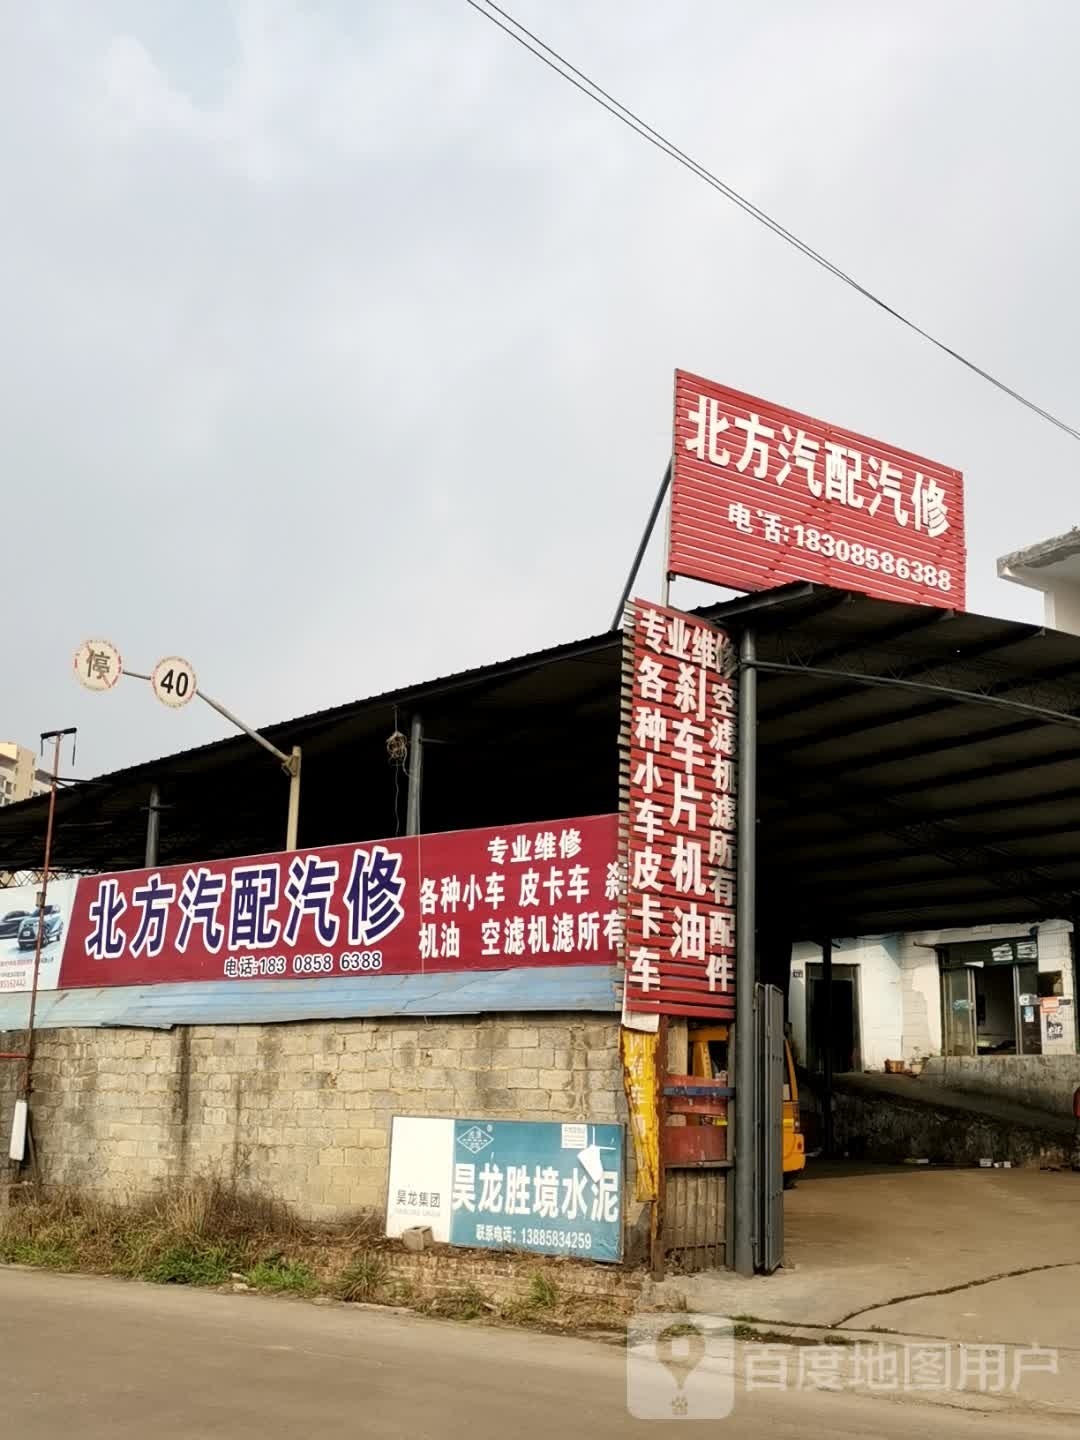 北方汽配汽修
电话:18308586388
专业维修
各种小车皮卡车
刹车片机油
空滤机滤所有配件
停
40
北方汽配汽修
电话:183 0858 6388
专业维修
各种小车 皮卡车 刹
机油 空滤机滤所有
昊龙集团
昊龙胜境水泥
联系电话:13885834259
百度地图用户